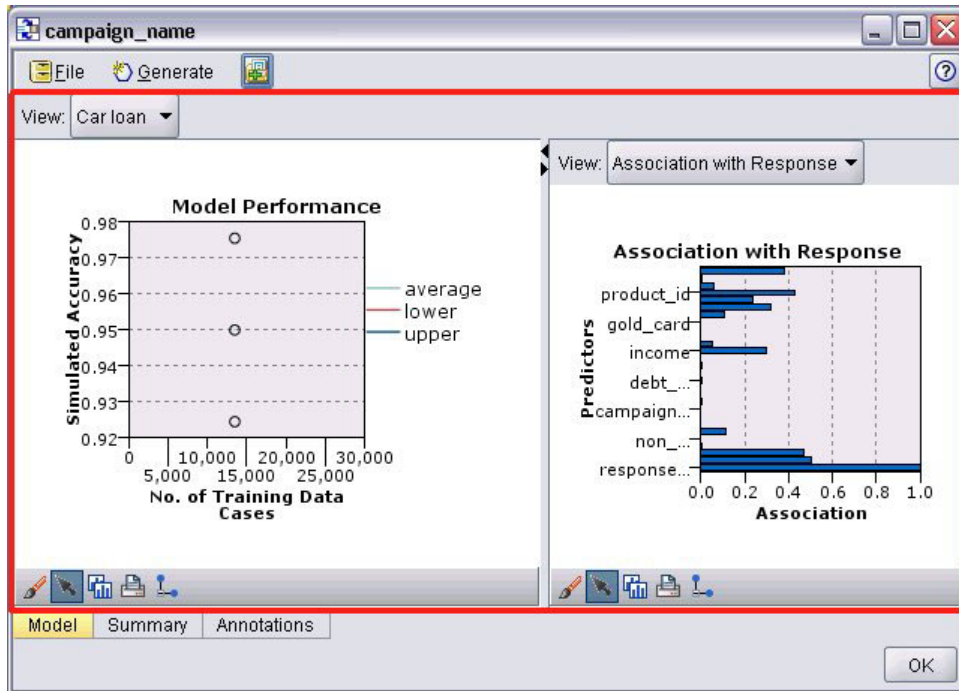 campaign_name
File Generate
View: Car loan
View: Association with Response
Model Performance
Simulated Accuracy
0.98
0.97
0.96
0.95
0.94
0.93
0.92
0 10,000 20,000 30,000
5,000 15,000 25,000
No. of Training Data
Cases
average
lower
upper
Association with Response
Predictors
product_id
gold_card
income
debt_...
campaign...
non_...
response...
0.0 0.2 0.4 0.6 0.8 1.0
Association
Model Summary Annotations
OK